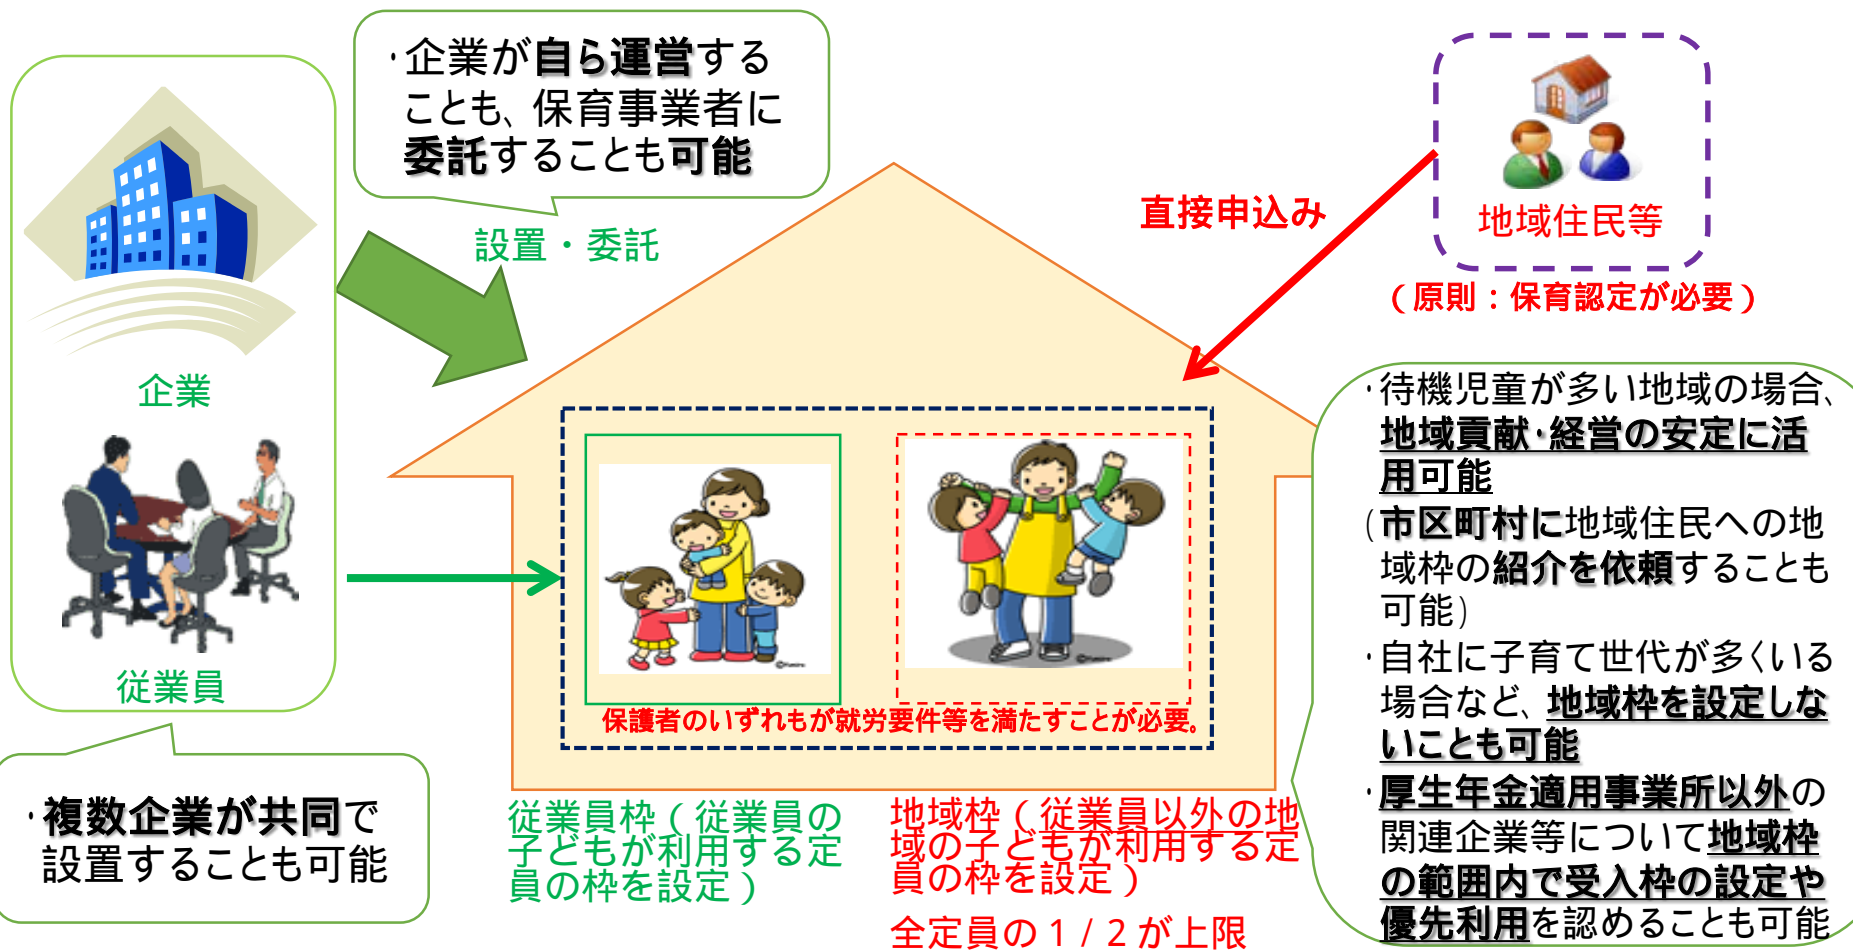 ・企業が自ら運営する
ことも、保育事業者に
委託することも可能
設置・委託
企業
従業員
・複数企業が共同で
設置することも可能
直接申込み
地域住民等
（原則：保育認定が必要）
保護者のいずれもが就労要件等を満たすことが必要。
従業員枠（従業員の
子どもが利用する定
員の枠を設定）
地域枠（従業員以外の地
域の子どもが利用する定
員の枠を設定）
全定員の１/２が上限
・待機児童が多い地域の場合、
地域貢献・経営の安定に活
用可能
（市区町村に地域住民への地
域枠の紹介を依頼することも
可能）
・自社に子育て世代が多くいる
場合など、地域枠を設定しな
いことも可能
・厚生年金適用事業所以外の
関連企業等について地域枠
の範囲内で受入枠の設定や
優先利用を認めることも可能